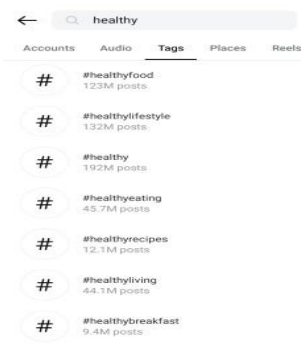 healthy
Accounts Audio Tags Places Reels
#
#healthyfood
123M posts
#
#healthylifestyle
132M posts
#
#healthy
192M posts
#
#healthyeating
45.7M posts
#
#healthyrecipes
12.1M posts
#
#healthyliving
44.1M posts
#
#healthybreakfast
9.4M posts